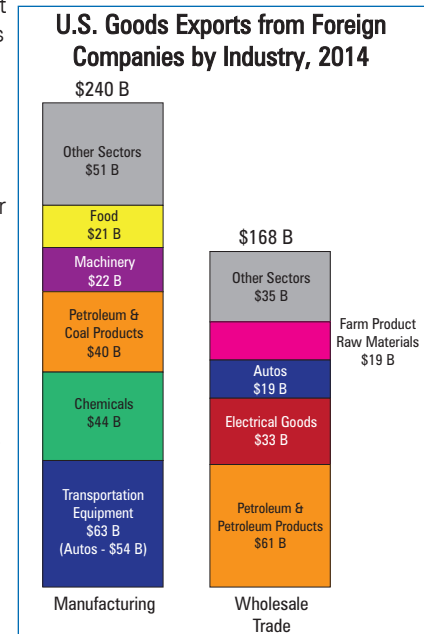 U.S. Goods Exports from Foreign
Companies by Industry, 2014
$240 B
Other Sectors
$51 B
Food
$21 B
Machinery
$22 B
Petroleum &
Coal Products
$40 B
Chemicals
$44 B
Transportation
Equipment
$63 B
(Autos - $54 B)
Manufacturing
$168 B
Other Sectors
$35 B
Farm Product
Raw Materials
$19 B
Autos
$19 B
Electrical Goods
$33 B
Petroleum &
Petroleum Products
$61 B
Wholesale
Trade